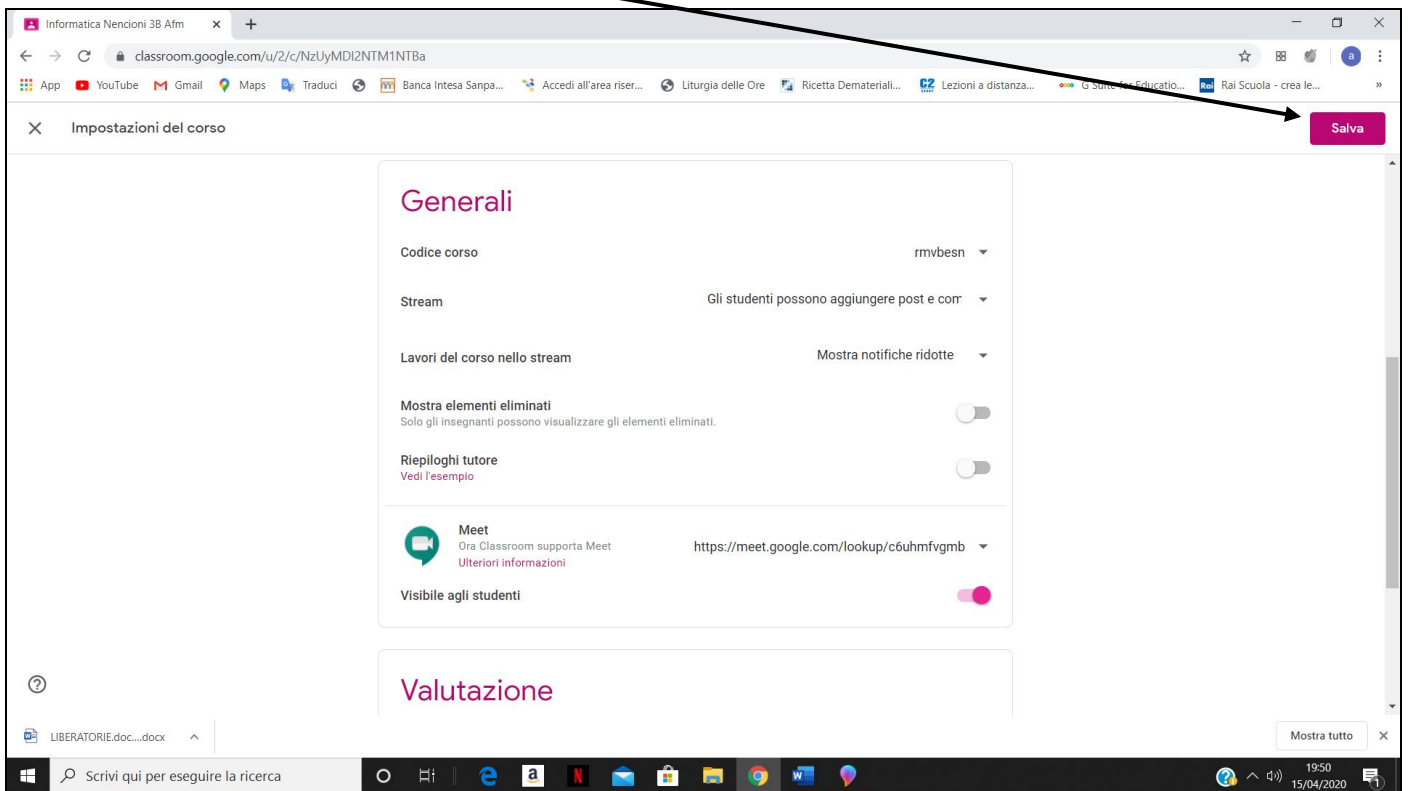 Informatica Nencioni 3B Afm
classroom.google.com/u/2/c/NzUyMDI2NTM1NTBa
a
App YouTube Gmail Maps Traduci Banca Intesa Sanpa... Accedi all'area riser... Liturgia delle Ore Ricetta Demateriali... Lezioni a distanza... G Suite for Educatio... Rai Scuola - crea le... »
Impostazioni del corso
Salva
Generali
Codice corso rmvbesn
Stream Gli studenti possono aggiungere post e com
Lavori del corso nello stream Mostra notifiche ridotte
Mostra elementi eliminati
Solo gli insegnanti possono visualizzare gli elementi eliminati.
Riepiloghi tutore
Vedi l'esempio
Meet
Ora Classroom supporta Meet https://meet.google.com/lookup/c6uhmfvgmb
Ulteriori informazioni
Visibile agli studenti
Valutazione
LIBERATORIE.doc....docx
Mostra tutto
Scrivi qui per eseguire la ricerca
19:50
15/04/2020